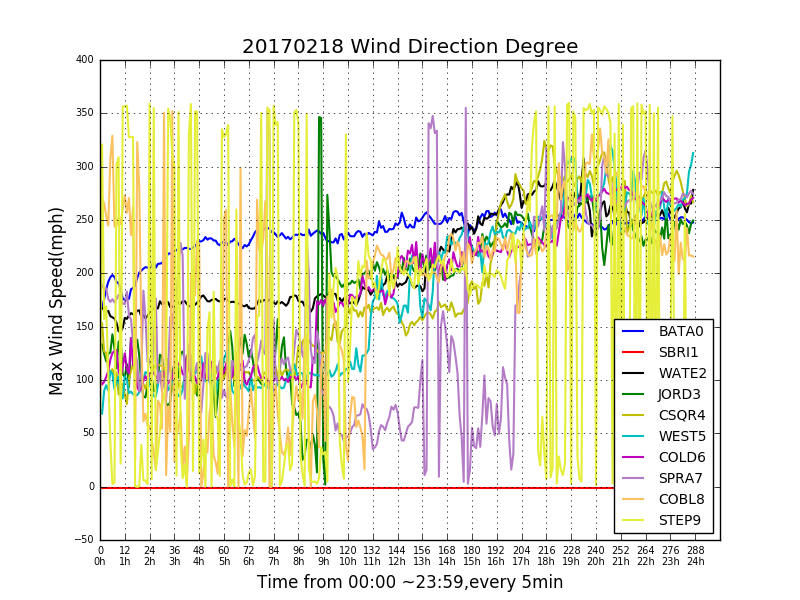 20170218 Wind Direction Degree
400
350
300
250
200
150
100
50
0
−50
Max Wind Speed(mph)
BATA0
SBRI1
WATE2
JORD3
CSQR4
WEST5
COLD6
SPRA7
COBL8
STEP9
0 12 24 36 48 60 72 84 96 108 120 132 144 156 168 180 192 204 216 228 240 252 264 276 288
0h 1h 2h 3h 4h 5h 6h 7h 8h 9h 10h 11h 12h 13h 14h 15h 16h 17h 18h 19h 20h 21h 22h 23h 24h
Time from 00:00 ~23:59,every 5min